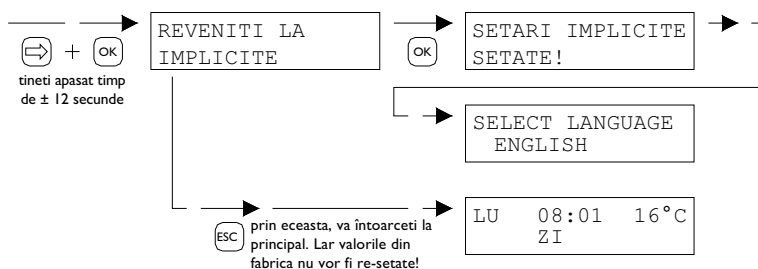 + OK
tineti apasat timp
de ± 12 secunde
REVENITI LA
IMPLICITE
OK
SETARI IMPLICITE
SETATE!
SELECT LANGUAGE
ENGLISH
ESC
prin eceasta, va întoarceti la
principal. Lar valorile din
fabrica nu vor fi re-setate!
LU 08:01 16°C
ZI